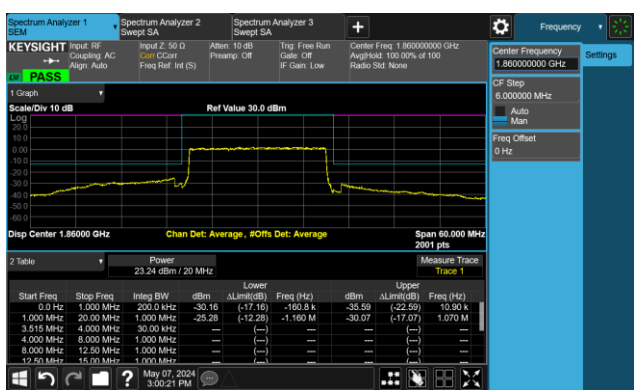 Spectrum Analyzer 1
SEM
Spectrum Analyzer 2
Swept SA
Spectrum Analyzer 3
Swept SA
Frequency
KEYSIGHT
Input: RF
Coupling: AC
Align: Auto
Input Z: 50 Ω
Corr CCorr
Freq Ref: Int (S)
Atten: 10 dB
Preamp: Off
Trig: Free Run
Gate: Off
IF Gain: Low
Center Freq: 1.860000000 GHz
Avg|Hold: 100.00% of 100
Radio Std: None
PASS
Center Frequency
1.860000000 GHz
Settings
CF Step
6.000000 MHz
Auto
Man
Freq Offset
0 Hz
1 Graph
Scale/Div 10 dB
Ref Value 30.0 dBm
Log
20.0
10.0
0.00
-10.0
-20.0
-30.0
-40.0
-50.0
-60.0
Disp Center 1.86000 GHz
Chan Det: Average, #Offs Det: Average
Span 60.000 MHz
2001 pts
2 Table
Power
23.24 dBm / 20 MHz
Measure Trace
Trace 1
Lower
Upper
Start Freq Stop Freq Integ BW dBm ΔLimit(dB) Freq (Hz) dBm ΔLimit(dB) Freq (Hz)
0.0 Hz 1.000 MHz 200.0 kHz -30.16 (-17.16) -160.8 k -35.59 (-22.59) 10.90 k
1.000 MHz 20.00 MHz 1.000 MHz -25.28 (-12.28) -1.160 M -30.07 (-17.07) 1.070 M
3.515 MHz 4.000 MHz 30.00 kHz --- (---) --- --- (---) ---
4.000 MHz 8.000 MHz 1.000 MHz --- (---) --- --- (---) ---
8.000 MHz 12.50 MHz 1.000 MHz --- (---) --- --- (---) ---
12.50 MHz 15.00 MHz 1.000 MHz --- (---) --- --- (---) ---
?
May 07, 2024
3:00:21 PM